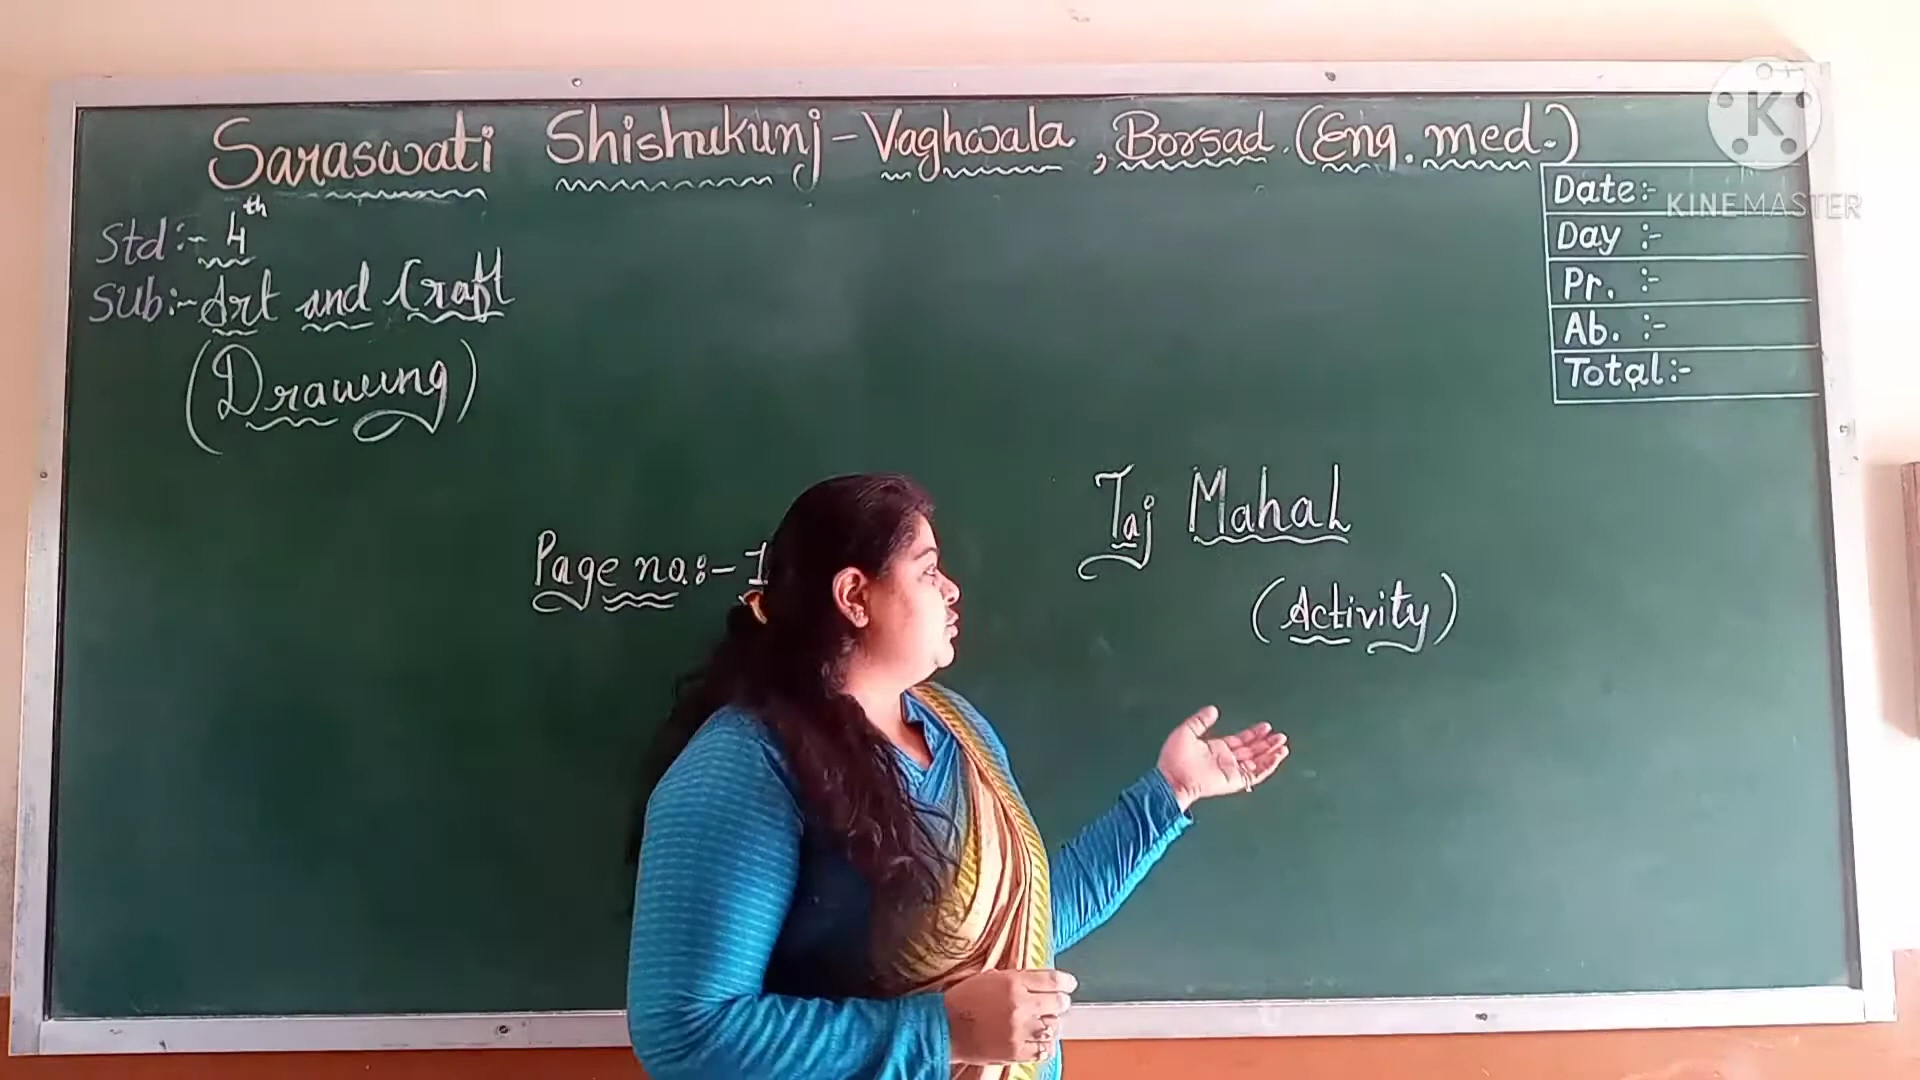 Saraswati Shishukunj - Vaghwala, Borsad. (Eng. med.)
Std :- 4th
Sub :- Art and Craft
(Drawing)
Date :-
Day :-
Pr. :-
Ab. :-
Total :-
K
KINEMASTER
Taj Mahal
(Activity)
Page no. :- 1